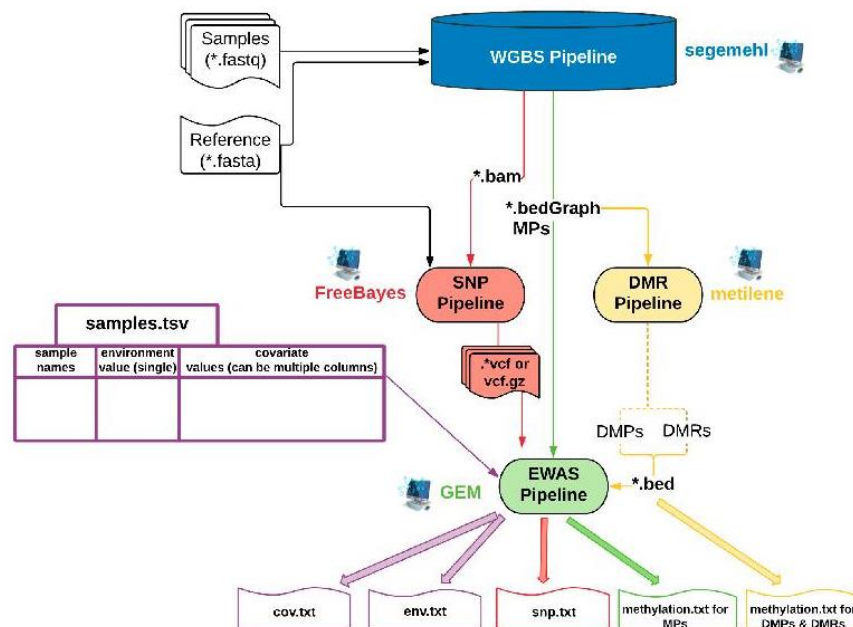 Samples
(*.fastq)
WGBS Pipeline
segemehl
Reference
(*.fasta)
*.bam
*.bedGraph
MPs
FreeBayes
SNP
Pipeline
DMR
Pipeline
metilene
samples.tsv
sample
names
environment
value (single)
covariate
values (can be multiple columns)
.*vcf or
vcf.gz
DMPs
DMRs
GEM
EWAS
Pipeline
*.bed
cov.txt
env.txt
snp.txt
methylation.txt for
MPs
methylation.txt for
DMPs & DMRs